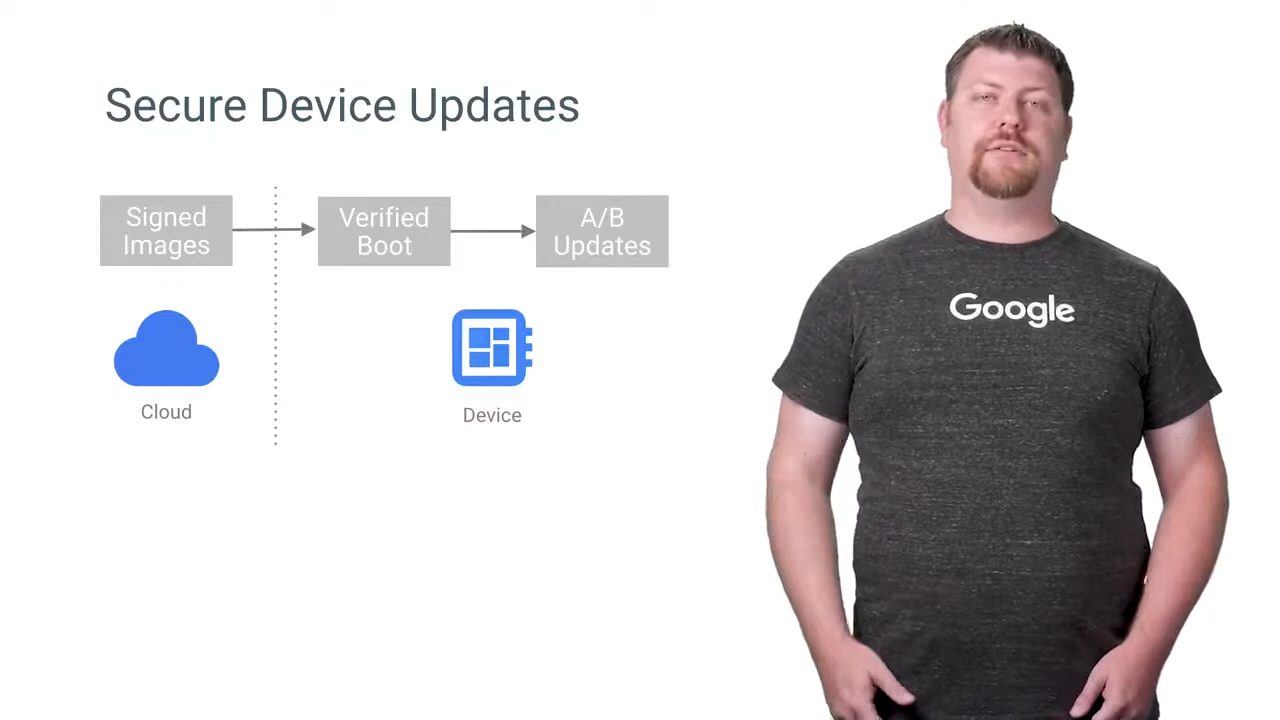 Secure Device Updates
Signed
Images
Verified
Boot
A/B
Updates
Cloud
Device
Google